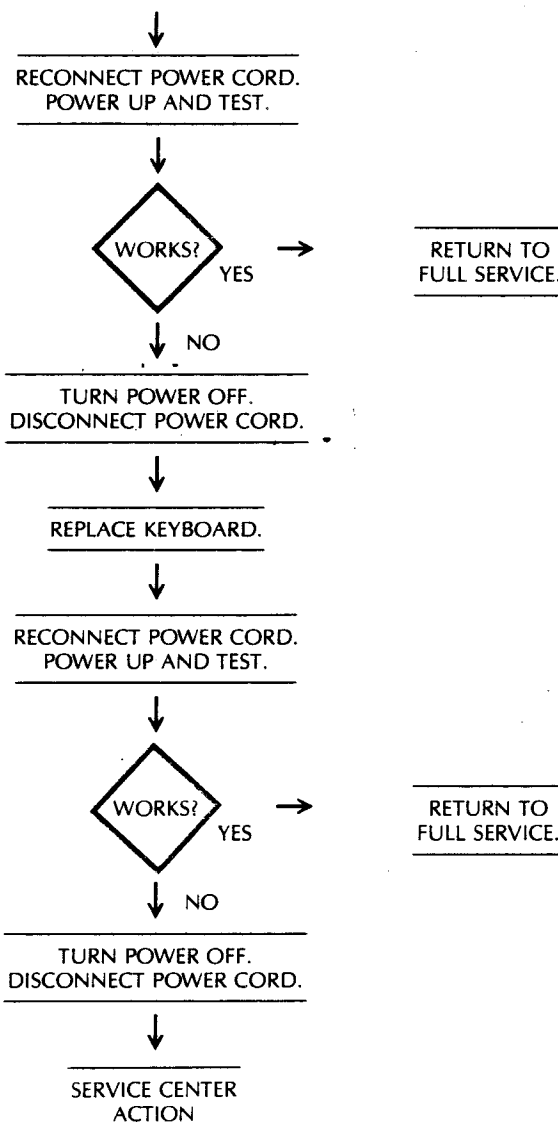 RECONNECT POWER CORD.
POWER UP AND TEST.
WORKS?
YES
RETURN TO
FULL SERVICE.
NO
TURN POWER OFF.
DISCONNECT POWER CORD.
REPLACE KEYBOARD.
RECONNECT POWER CORD.
POWER UP AND TEST.
WORKS?
YES
RETURN TO
FULL SERVICE.
NO
TURN POWER OFF.
DISCONNECT POWER CORD.
SERVICE CENTER
ACTION